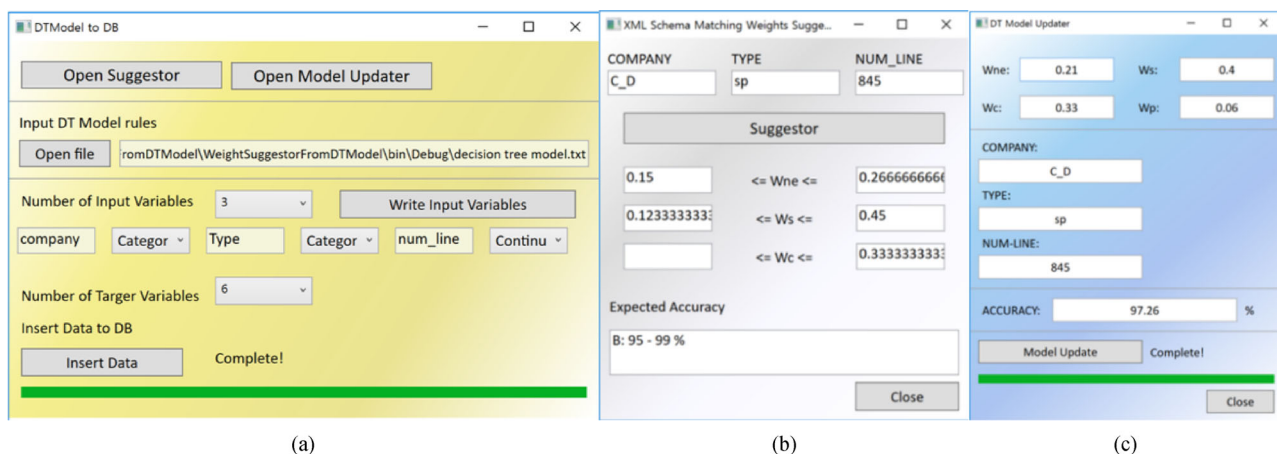 DTModel to DB
Open Suggestor Open Model Updater
Input DT Model rules
Open file romDTModel\WeightSuggestorFromDTModel\bin\Debug\decision tree model.txt
Number of Input Variables 3 Write Input Variables
company Categor Type Categor num_line Continu
Number of Targer Variables 6
Insert Data to DB
Insert Data Complete!
(a)
XML Schema Matching Weights Sugge...
COMPANY TYPE NUM_LINE
C_D sp 845
Suggestor
0.15 <= Wne <= 0.2666666666
0.1233333333 <= Ws <= 0.45
<= Wc <= 0.3333333333
Expected Accuracy
B: 95 - 99 %
Close
(b)
DT Model Updater
Wne: 0.21 Ws: 0.4
Wc: 0.33 Wp: 0.06
COMPANY:
C_D
TYPE:
sp
NUM-LINE:
845
ACCURACY: 97.26 %
Model Update Complete!
Close
(c)